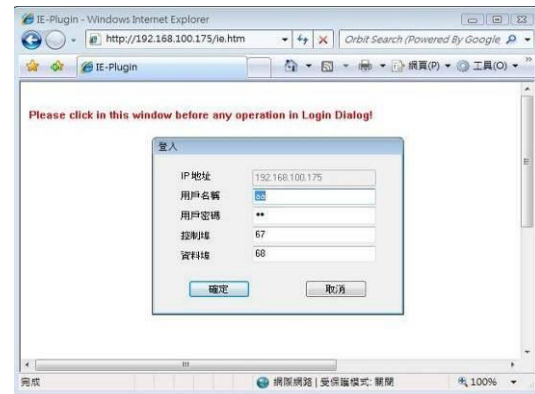 IE-Plugin - Windows Internet Explorer
http://192.168.100.175/ie.htm
Orbit Search (Powered By Google
IE-Plugin
網頁(P)
工具(O)
Please click in this window before any operation in Login Dialog!
登入
IP地址 192.168.100.175
用戶名稱
用戶密碼 ••
控制埠 67
資料埠 68
確定 取消
完成 網際網路 | 受保護模式: 關閉 100%